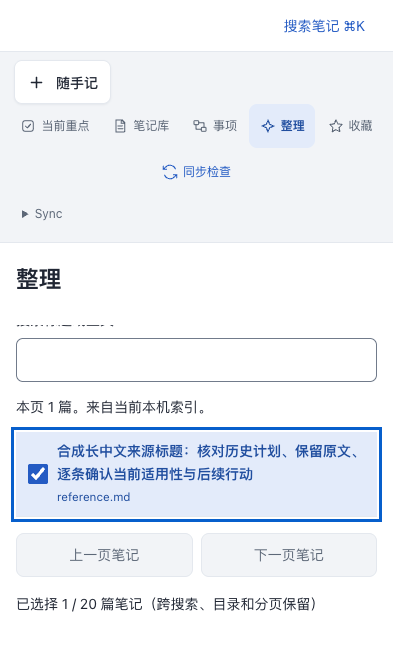 搜索笔记 ⌘K
随手记
当前重点 笔记库 事项 整理 收藏
同步检查
Sync
整理
本页 1 篇。来自当前本机索引。
合成长中文来源标题：核对历史计划、保留原文、
逐条确认当前适用性与后续行动
reference.md
上一页笔记 下一页笔记
已选择 1 / 20 篇笔记（跨搜索、目录和分页保留）